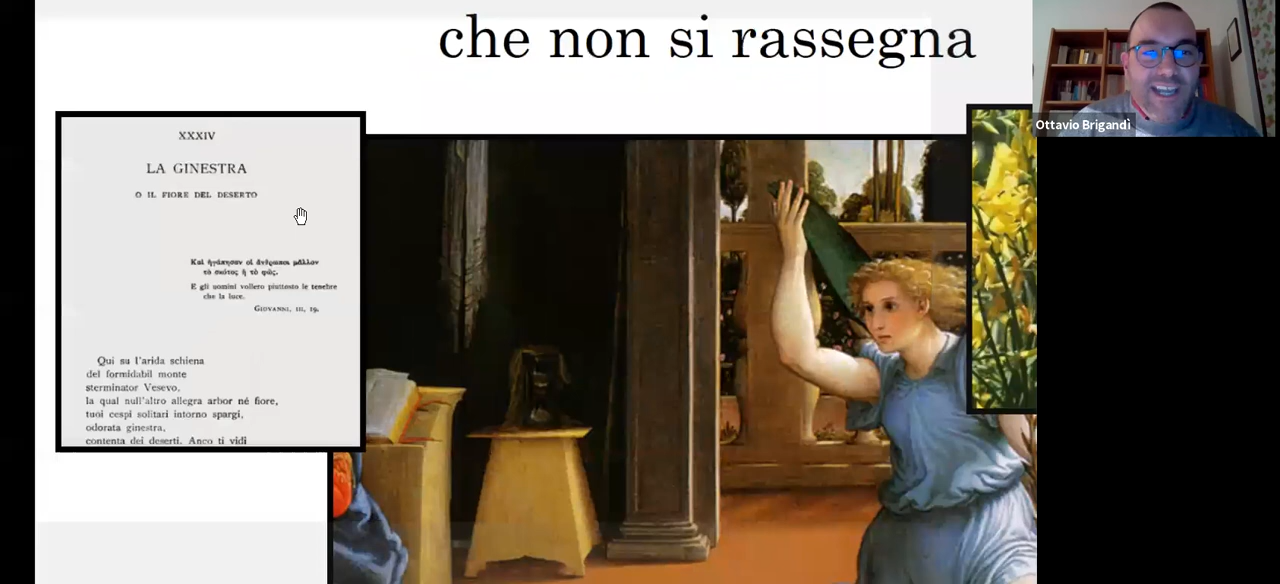 che non si rassegna
Ottavio Brigandì
XXXIV
LA GINESTRA
O IL FIORE DEL DESERTO
Καὶ ἠγάπησαν οἱ ἄνθρωποι μᾶλλον
τὸ σκότος ἢ τὸ φῶς.
E gli uomini vollero piuttosto le tenebre
che la luce.
GIOVANNI, III, 19.
Qui su l'arida schiena
del formidabil monte
sterminator Vesevo,
la qual null'altro allegra arbor né fiore,
tuoi cespi solitari intorno spargi,
odorata ginestra,
contenta dei deserti. Anco ti vidi